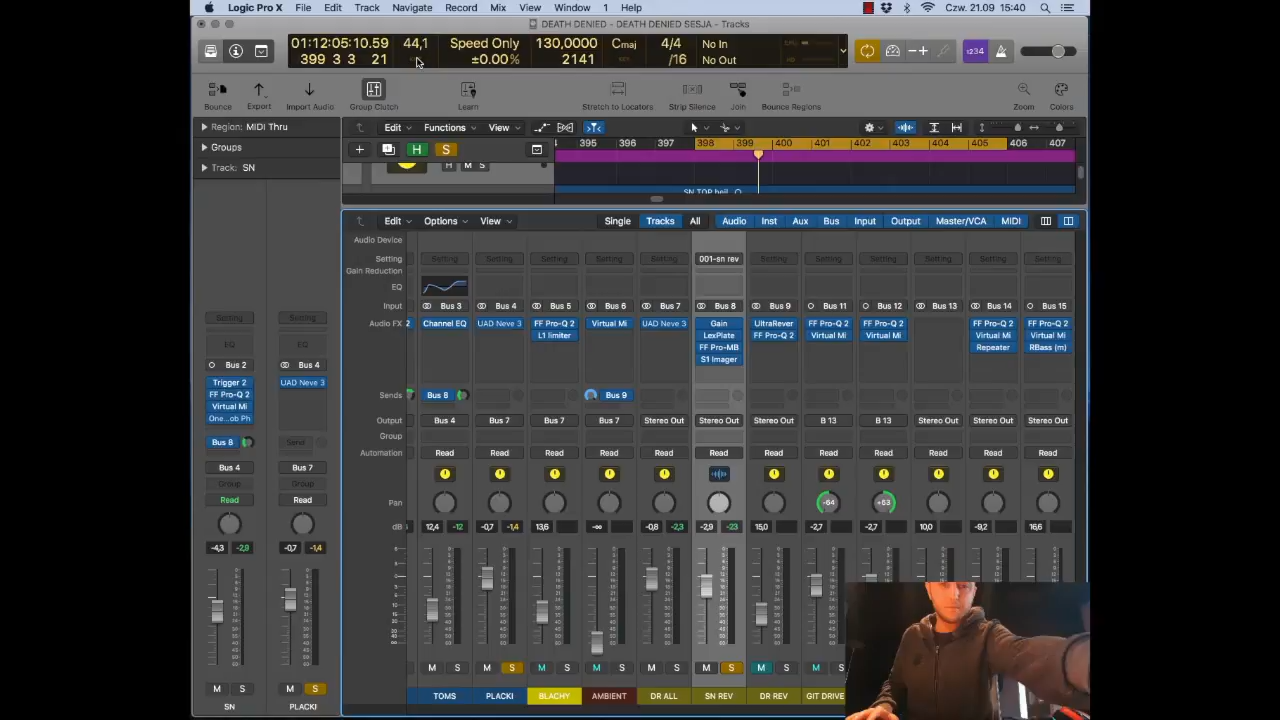 Logic Pro X File Edit Track Navigate Record Mix View Window 1 Help Czw. 21.09 15:40
DEATH DENIED - DEATH DENIED SESJA - Tracks
01:12:05:10.59 44,1 Speed Only 130,0000 Cmaj 4/4 No In
399 3 3 21 ±0.00% 2141 /16 No Out
1234
Bounce Export Import Audio Group Clutch Learn Stretch to Locators Strip Silence Join Bounce Regions Zoom Colors
Region: MIDI Thru
Edit Functions View
Groups
H S
395 396 397 398 399 400 401 402 403 404 405 406 407
Track: SN
H M S
Edit Options View Single Tracks All Audio Inst Aux Bus Input Output Master/VCA MIDI
Audio Device
Setting Setting Setting Setting Setting Setting 001-sn rev Setting Setting Setting Setting Setting Setting
Gain Reduction
EQ
Input Bus 3 Bus 4 Bus 5 Bus 6 Bus 7 Bus 8 Bus 9 Bus 11 Bus 12 Bus 13 Bus 14 Bus 15
Audio FX Channel EQ UAD Neve 3 FF Pro-Q 2 Virtual Mi UAD Neve 3 Gain UltraRever FF Pro-Q 2 FF Pro-Q 2 FF Pro-Q 2 FF Pro-Q 2
L1 limiter LexPlate FF Pro-Q 2 Virtual Mi Virtual Mi Virtual Mi Virtual Mi
FF Pro-MB Repeater RBass (m)
S1 Imager
Sends Bus 8 Bus 9
Output Bus 4 Bus 7 Bus 7 Bus 7 Stereo Out Stereo Out Stereo Out B 13 B 13 Stereo Out Stereo Out Stereo Out
Group
Automation Read Read Read Read Read Read Read Read Read Read Read Read
Pan -64 +63
dB 12,4 -12 -0,7 -1,4 13,6 -∞ -0,8 -2,3 -2,9 -23 15,0 -2,7 -2,7 10,0 -9,2 16,6
M S M S M S M S M S M S M S M S
TOMS PLACKI BLACHY AMBIENT DR ALL SN REV DR REV GIT DRIVE
Setting Setting
EQ EQ
Bus 2 Bus 4
Trigger 2 UAD Neve 3
FF Pro-Q 2
Virtual Mi
One...ob Ph
Bus 8 Send
Bus 4 Bus 7
Group Group
Read Read
-4,3 -2,9 -0,7 -1,4
M S M S
SN PLACKI